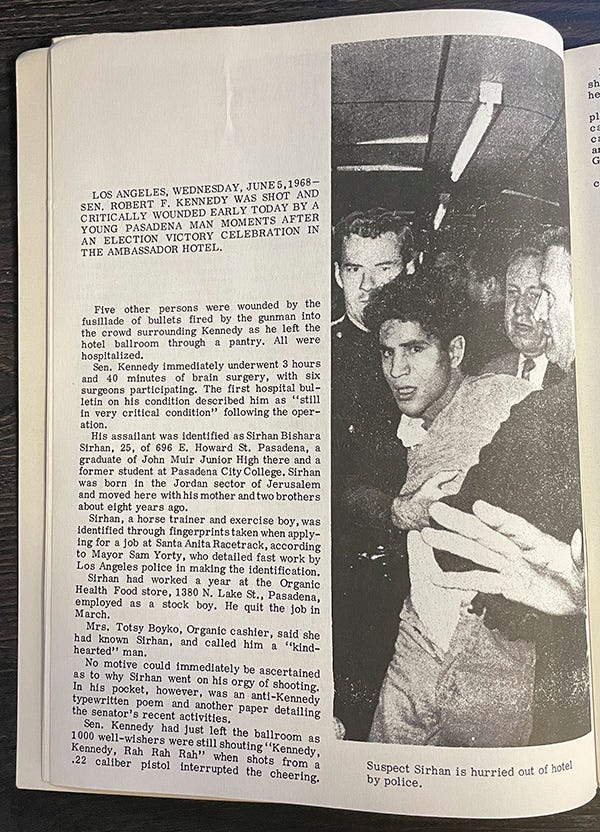 LOS ANGELES, WEDNESDAY, JUNE 5, 1968—
SEN. ROBERT F. KENNEDY WAS SHOT AND
CRITICALLY WOUNDED EARLY TODAY BY A
YOUNG PASADENA MAN MOMENTS AFTER
AN ELECTION VICTORY CELEBRATION IN
THE AMBASSADOR HOTEL.
Five other persons were wounded by the
fusillade of bullets fired by the gunman into
the crowd surrounding Kennedy as he left the
hotel ballroom through a pantry. All were
hospitalized.
Sen. Kennedy immediately underwent 3 hours
and 40 minutes of brain surgery, with six
surgeons participating. The first hospital bul-
letin on his condition described him as "still
in very critical condition" following the oper-
ation.
His assailant was identified as Sirhan Bishara
Sirhan, 25, of 696 E. Howard St. Pasadena, a
graduate of John Muir Junior High there and a
former student at Pasadena City College. Sirhan
was born in the Jordan sector of Jerusalem
and moved here with his mother and two brothers
about eight years ago.
Sirhan, a horse trainer and exercise boy, was
identified through fingerprints taken when apply-
ing for a job at Santa Anita Racetrack, according
to Mayor Sam Yorty, who detailed fast work by
Los Angeles police in making the identification.
Sirhan had worked a year at the Organic
Health Food store, 1380 N. Lake St., Pasadena,
employed as a stock boy. He quit the job in
March.
Mrs. Totsy Boyko, Organic cashier, said she
had known Sirhan, and called him a "kind-
hearted" man.
No motive could immediately be ascertained
as to why Sirhan went on his orgy of shooting.
In his pocket, however, was an anti-Kennedy
typewritten poem and another paper detailing
the senator's recent activities.
Sen. Kennedy had just left the ballroom as
1000 well-wishers were still shouting "Kennedy,
Kennedy, Rah Rah Rah" when shots from a
.22 caliber pistol interrupted the cheering.
Suspect Sirhan is hurried out of hotel
by police.